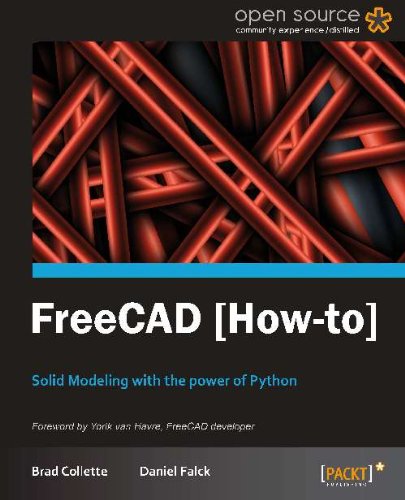 open source
community experience distilled
FreeCAD [How-to]
Solid Modeling with the power of Python
Foreword by Yorik van Havre, FreeCAD developer
Brad Collette Daniel Falck
[PACKT]*
PUBLISHING